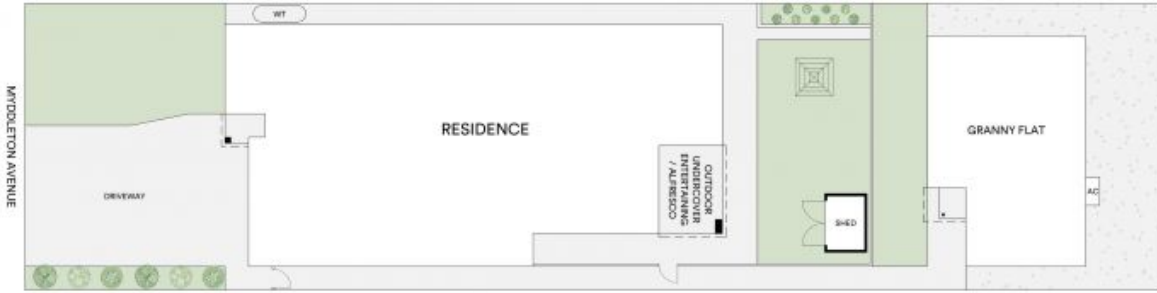 WT
MYDDLETON AVENUE
RESIDENCE
DRIVEWAY
OUTDOOR
UNDERCOVER
ENTERTAINING
/ ALFRESCO
SHED
GRANNY FLAT
AC